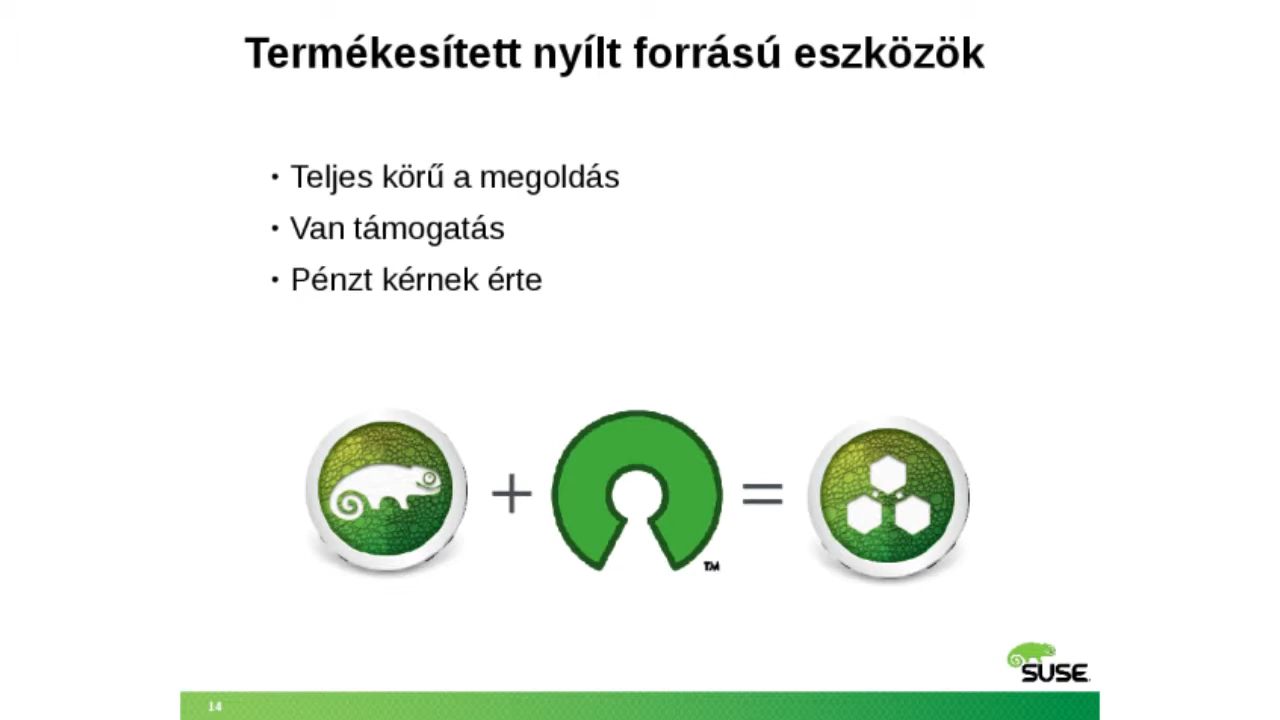 Termékesített nyílt forrású eszközök
• Teljes körű a megoldás
• Van támogatás
• Pénzt kérnek érte
+
=
TM
SUSE
14